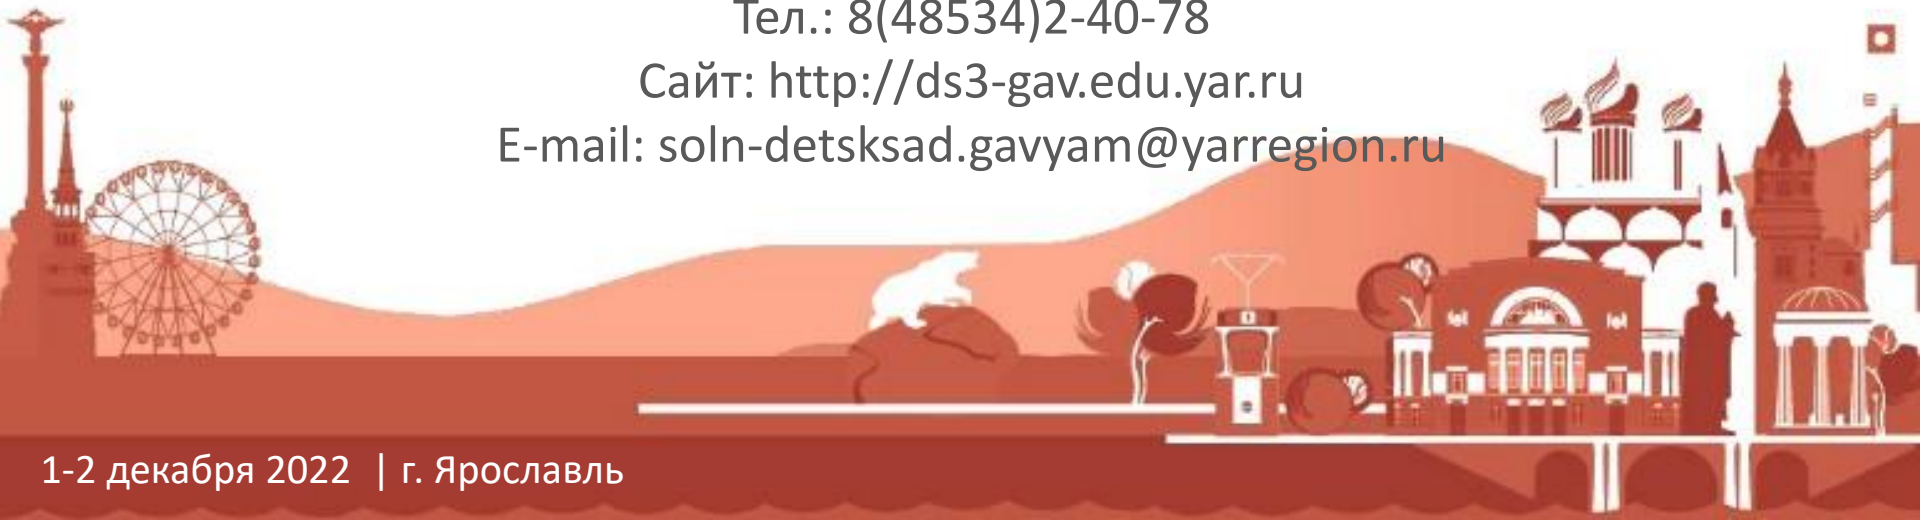 Тел.: 8(48534)2-40-78
Сайт: http://ds3-gav.edu.yar.ru
E-mail: soln-detsksad.gavyam@yarregion.ru
1-2 декабря 2022 | г. Ярославль